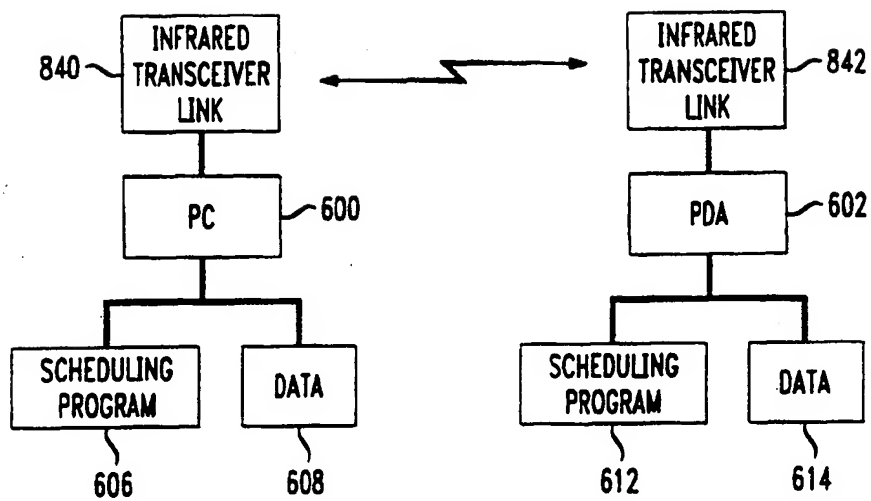 INFRARED
TRANSCEIVER
LINK
840
INFRARED
TRANSCEIVER
LINK
842
PC
600
PDA
602
SCHEDULING
PROGRAM
DATA
SCHEDULING
PROGRAM
DATA
606
608
612
614